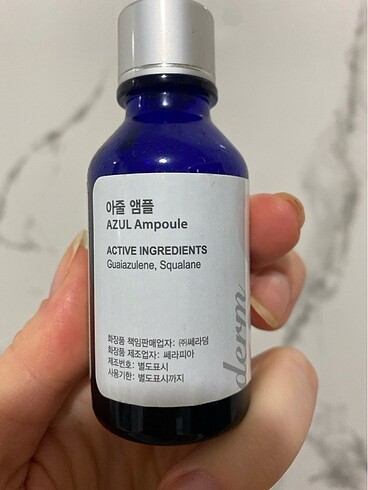 아줄 앰플
AZUL Ampoule
ACTIVE INGREDIENTS
Guaiazulene, Squalane
화장품 책임판매업자: ㈜쎄라덤
화장품 제조업자: 쎄라피아
제조번호: 별도표시
사용기한: 별도표시까지
derm